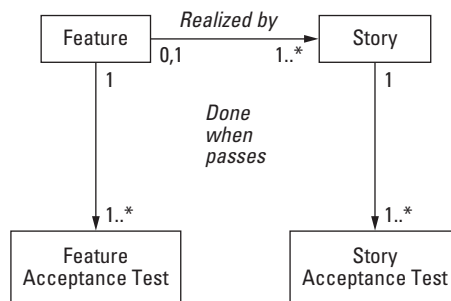 Realized by
Feature
Story
0,1
1..*
1
1
Done
when
passes
1..*
1..*
Feature
Acceptance Test
Story
Acceptance Test